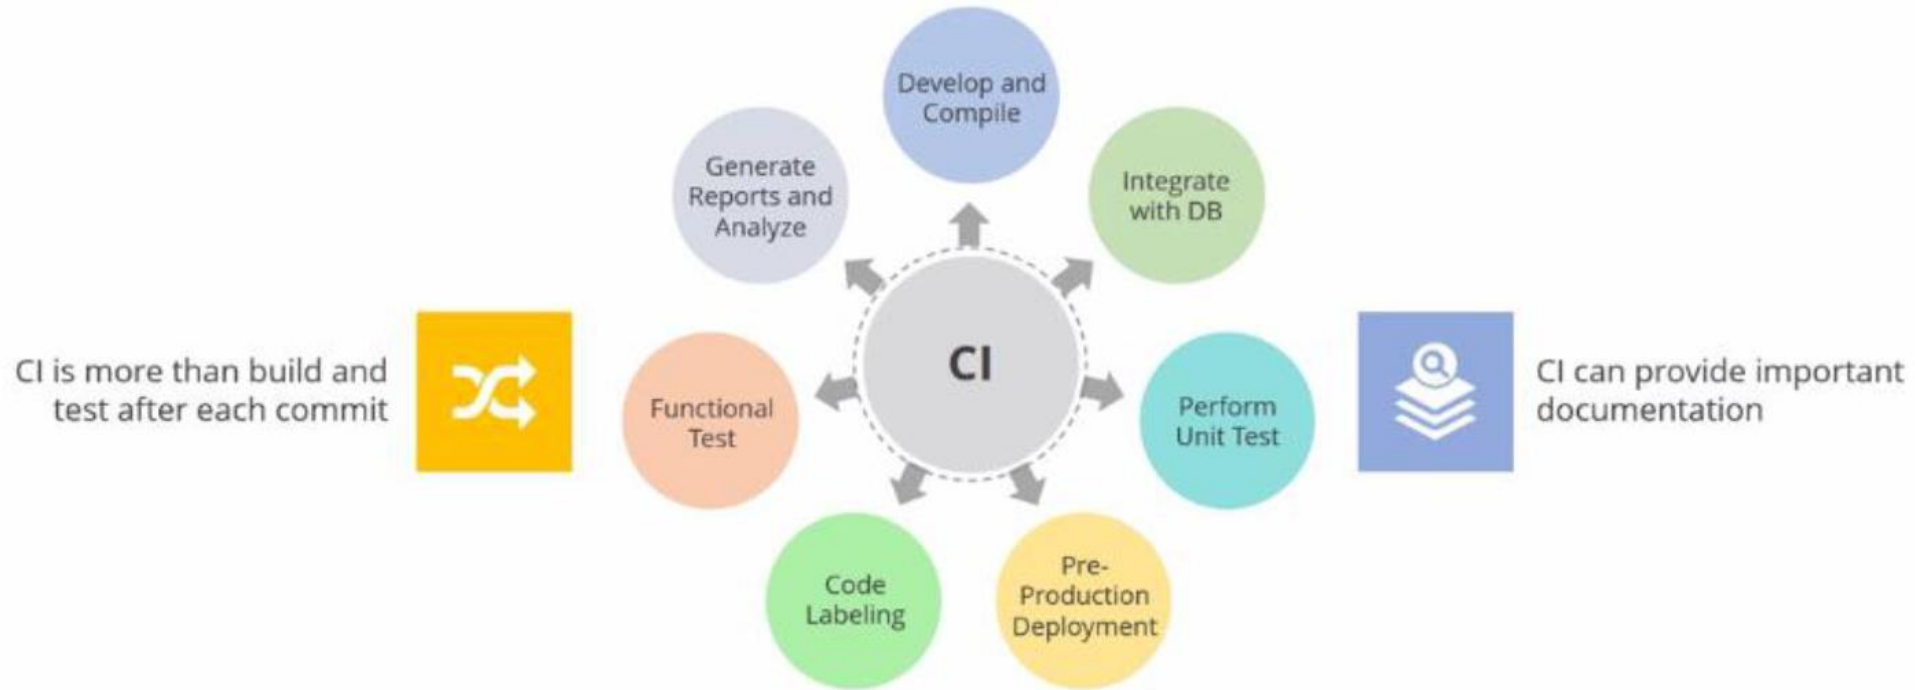 Develop and
Compile
Generate
Reports and
Analyze
Integrate
with DB
CI
CI is more than build and
test after each commit
Functional
Test
Perform
Unit Test
CI can provide important
documentation
Code
Labeling
Pre-
Production
Deployment